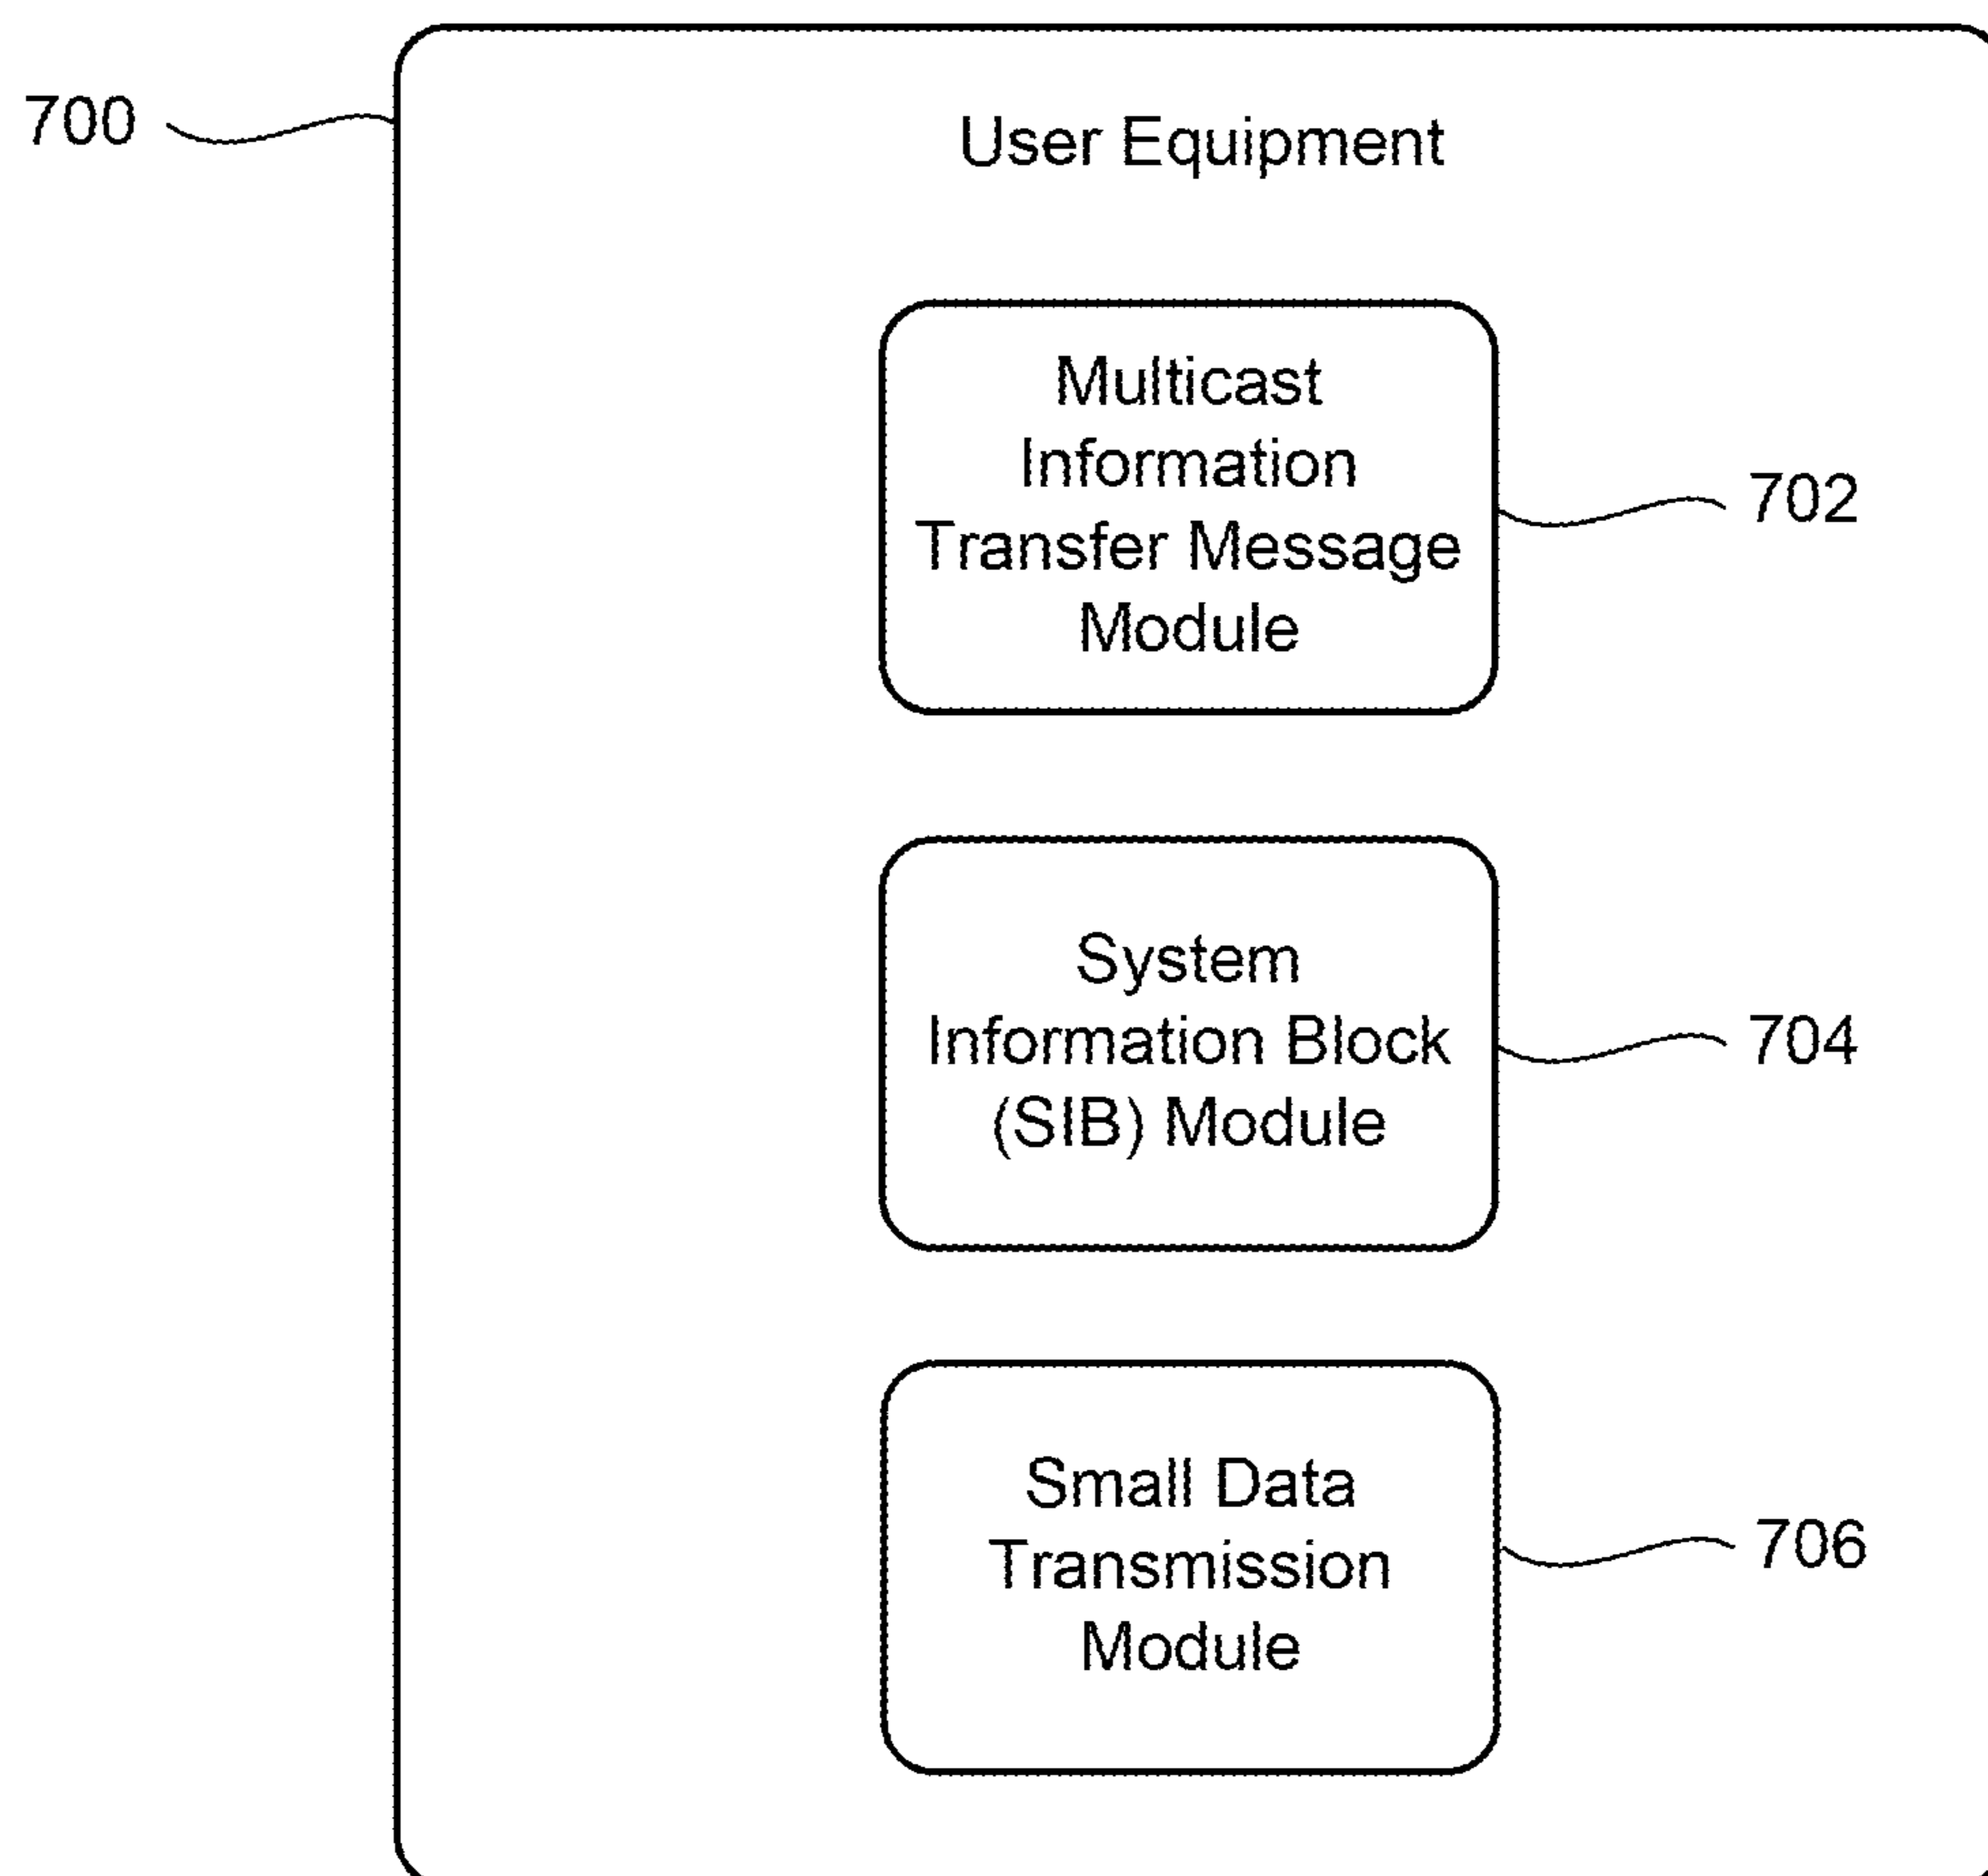 700
User Equipment
Multicast
Information
Transfer Message
Module
702
System
Information Block
(SIB) Module
704
Small Data
Transmission
Module
706